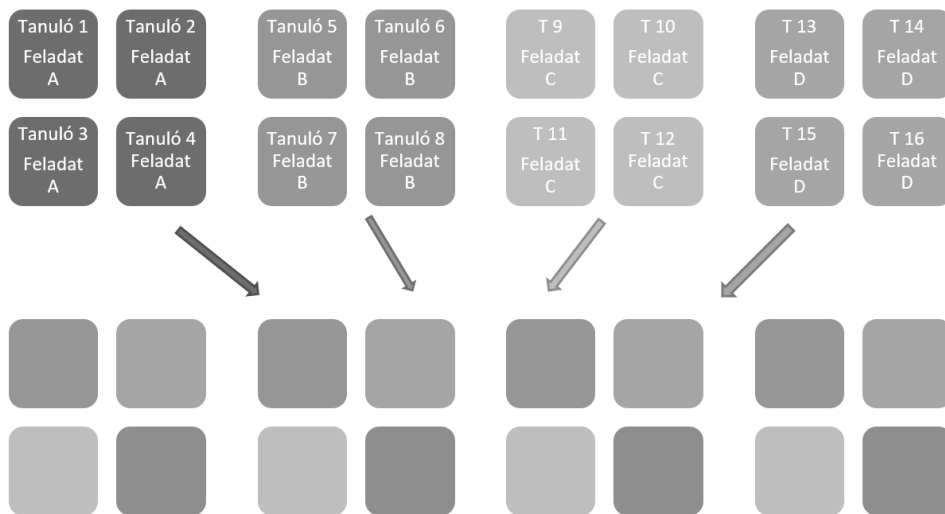 Tanuló 1
Feladat
A
Tanuló 2
Feladat
A
Tanuló 5
Feladat
B
Tanuló 6
Feladat
B
T 9
Feladat
C
T 10
Feladat
C
T 13
Feladat
D
T 14
Feladat
D
Tanuló 3
Feladat
A
Tanuló 4
Feladat
A
Tanuló 7
Feladat
B
Tanuló 8
Feladat
B
T 11
Feladat
C
T 12
Feladat
C
T 15
Feladat
D
T 16
Feladat
D